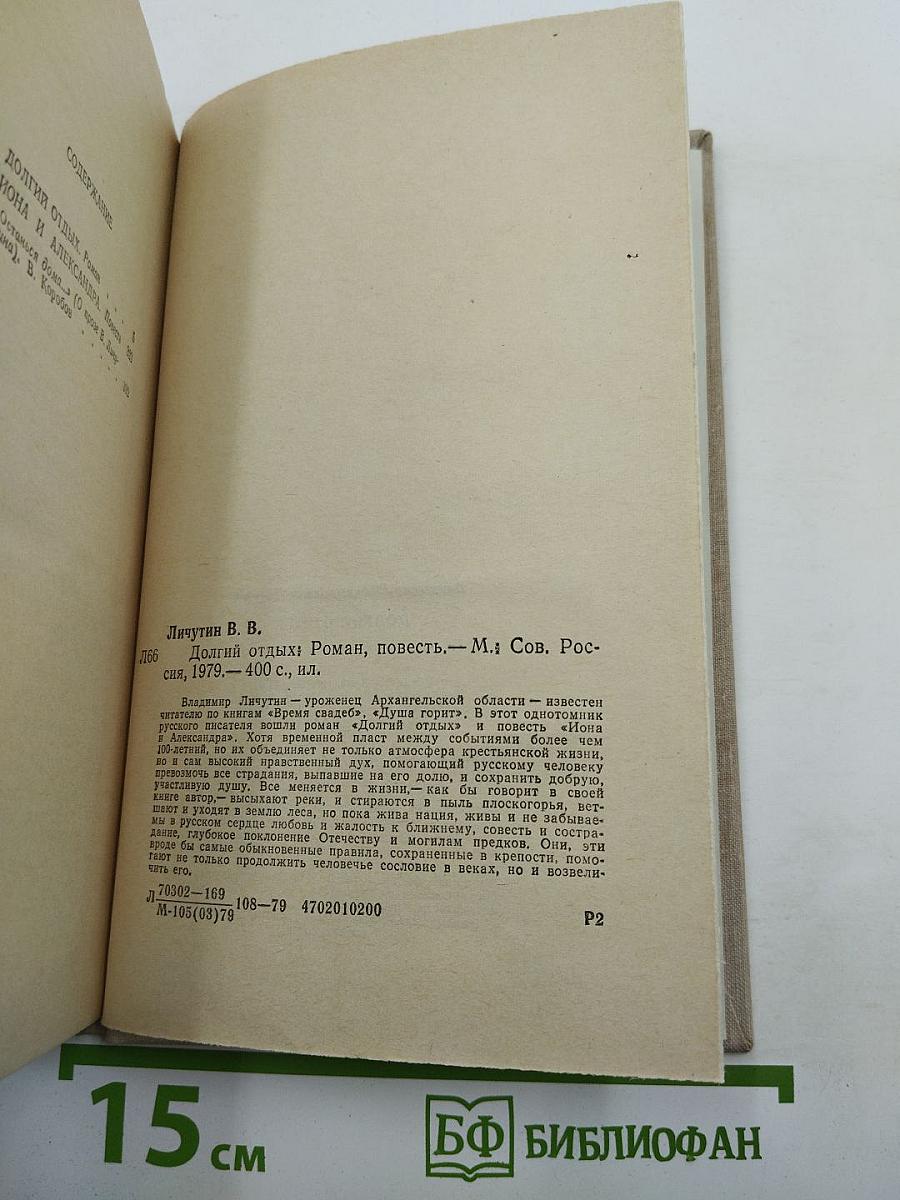 СОДЕРЖАНИЕ
ДОЛГИЙ ОТДЫХ. Роман
ИОНА И АЛЕКСАНДРА. Повесть
Останься дома...» (О прозе В. Личу-
ина). В. Коробов
Личутин В. В.
Л66 Долгий отдых: Роман, повесть.— М.: Сов. Рос-
сия, 1979.— 400 с., ил.
Владимир Личутин — уроженец Архангельской области — известен
читателю по книгам «Время свадеб», «Душа горит». В этот однотомник
русского писателя вошли роман «Долгий отдых» и повесть «Иона
и Александра». Хотя временной пласт между событиями более чем
100-летний, но их объединяет не только атмосфера крестьянской жизни,
но и сам высокий нравственный дух, помогающий русскому человеку
превозмочь все страдания, выпавшие на его долю, и сохранить добрую,
участливую душу. Все меняется в жизни,— как бы говорит в своей
книге автор,— высыхают реки, и стираются в пыль плоскогорья, вет-
шают и уходят в землю леса, но пока жива нация, живы и не забывае-
мы в русском сердце любовь и жалость к ближнему, совесть и состра-
дание, глубокое поклонение Отечеству и могилам предков. Они, эти
вроде бы самые обыкновенные правила, сохраненные в крепости, помо-
гают не только продолжить человечье сословие в веках, но и возвели-
чить его.
Л 70302—169
М-105(03)79 108—79 4702010200 Р2
15 см БФ БИБЛИОФАН